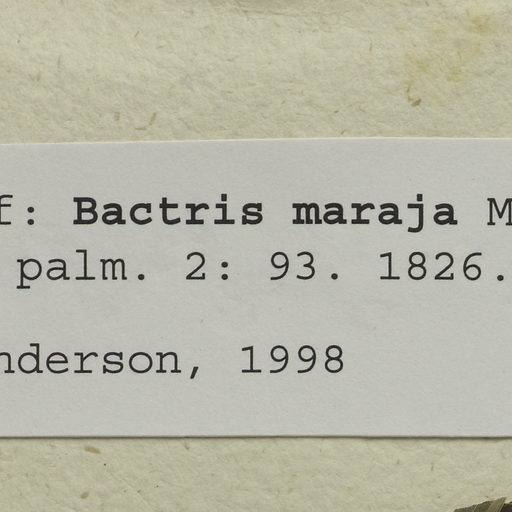 f: Bactris maraja M
palm. 2: 93. 1826.
nderson, 1998